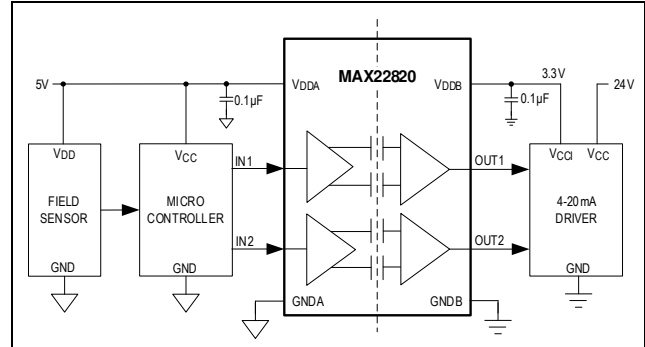 MAX22820
5V
VDDA
0.1µF
VDDB
0.1µF
3.3V
24V
VDD
FIELD
SENSOR
GND
VCC
MICRO
CONTROLLER
GND
IN1
IN2
GNDA
OUT1
OUT2
GNDB
VCCI
VCC
4-20mA
DRIVER
GND